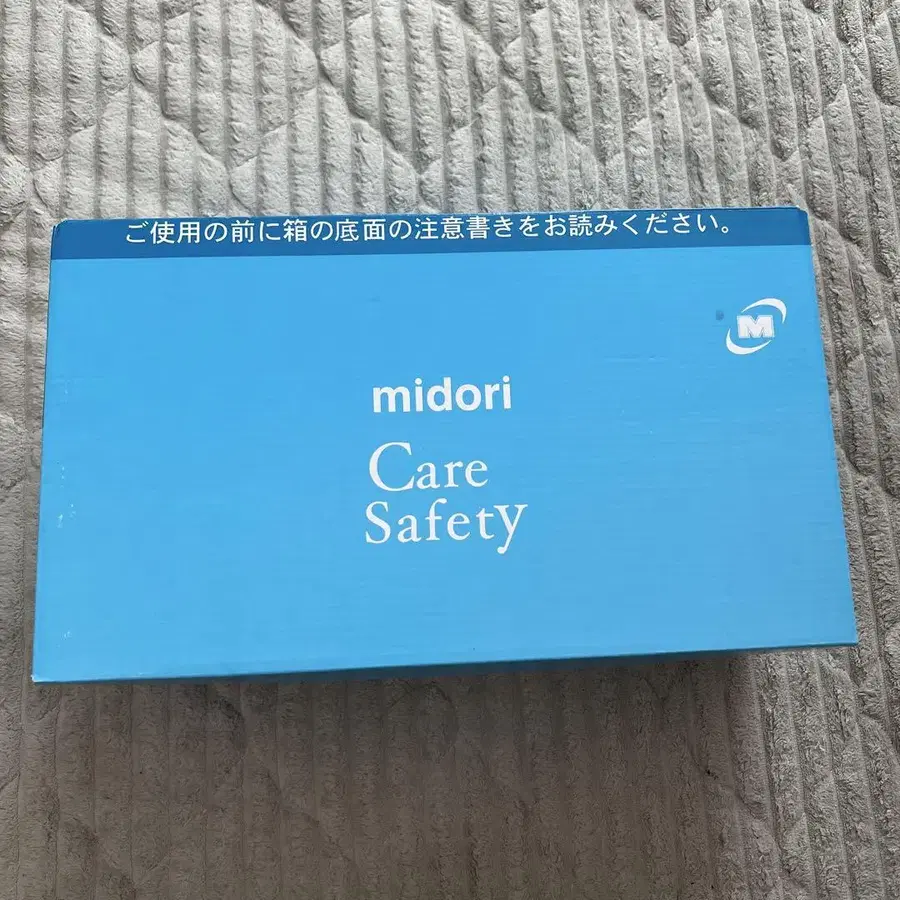 ご使用の前に箱の底面の注意書きをお読みください。
M
midori
Care
Safety